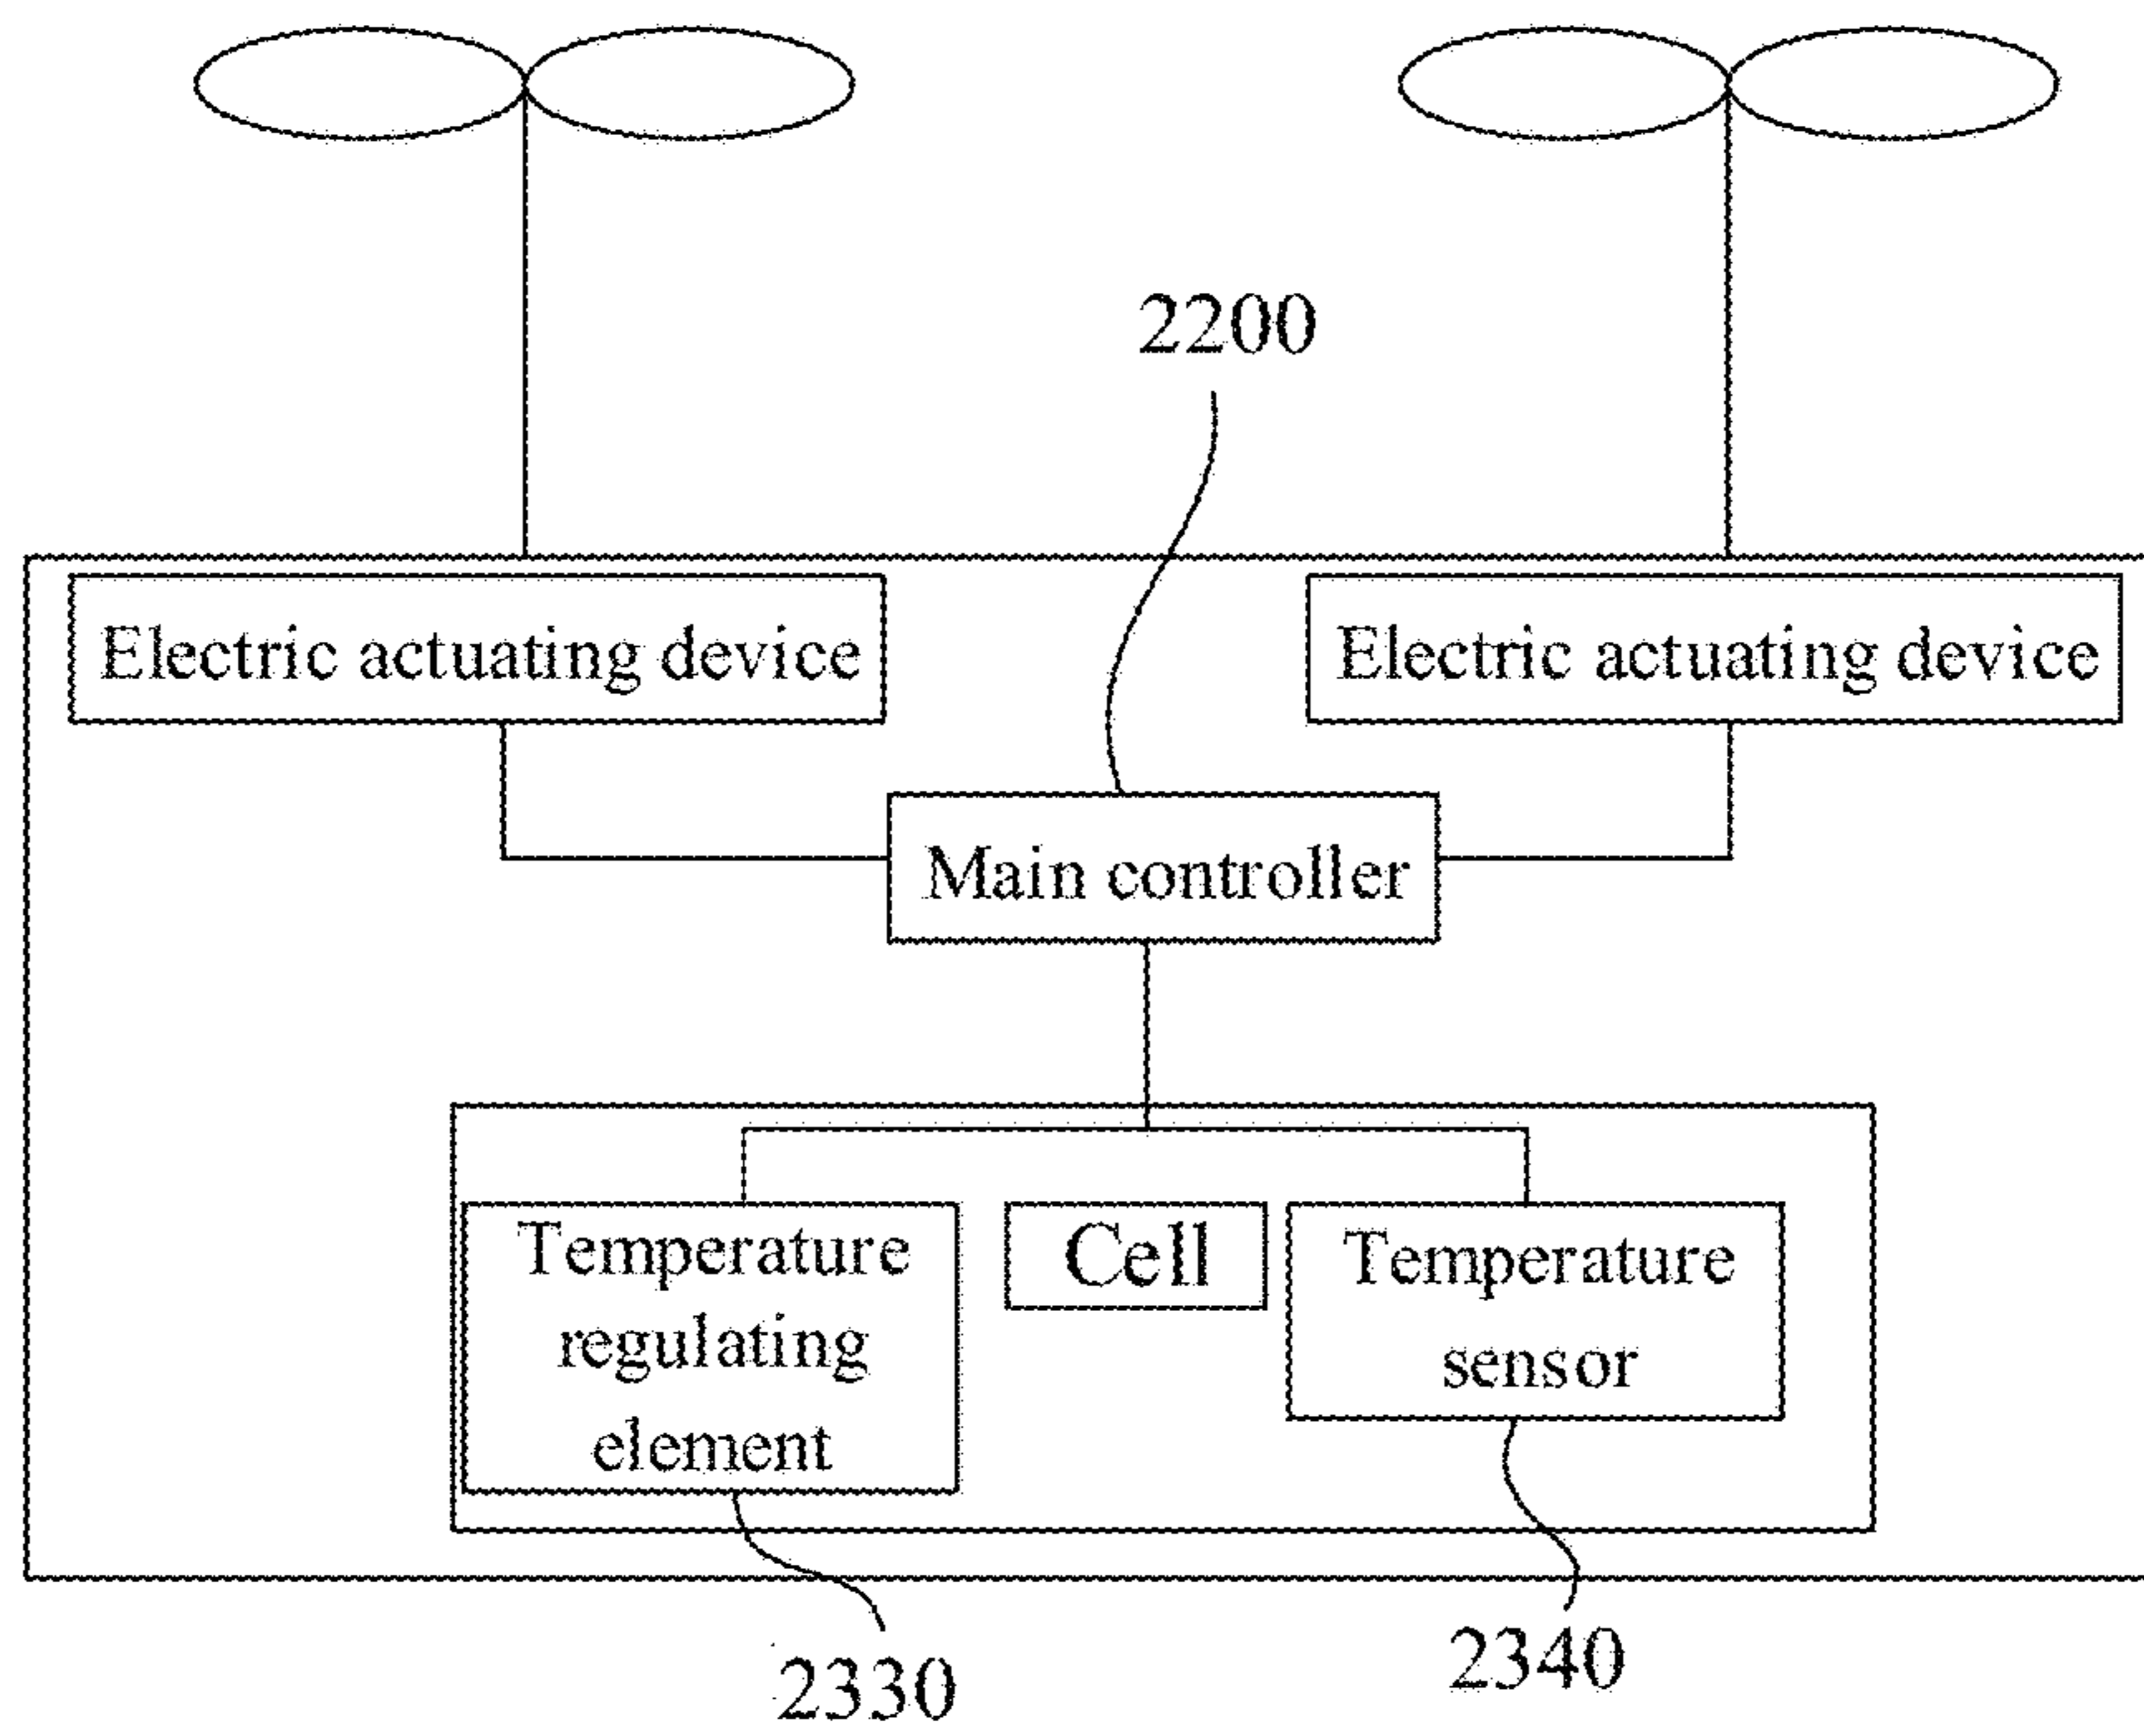 2200
Electric actuating device
Electric actuating device
Main controller
Temperature
regulating
element
Cell
Temperature
sensor
2330
2340